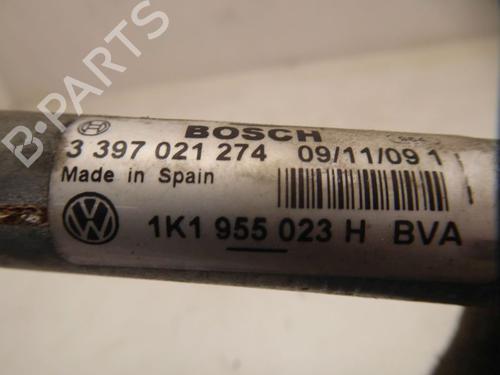 B-PARTS
BOSCH
3 397 021 274 09/11/09 1
Made in Spain
1K1 955 023 H BVA